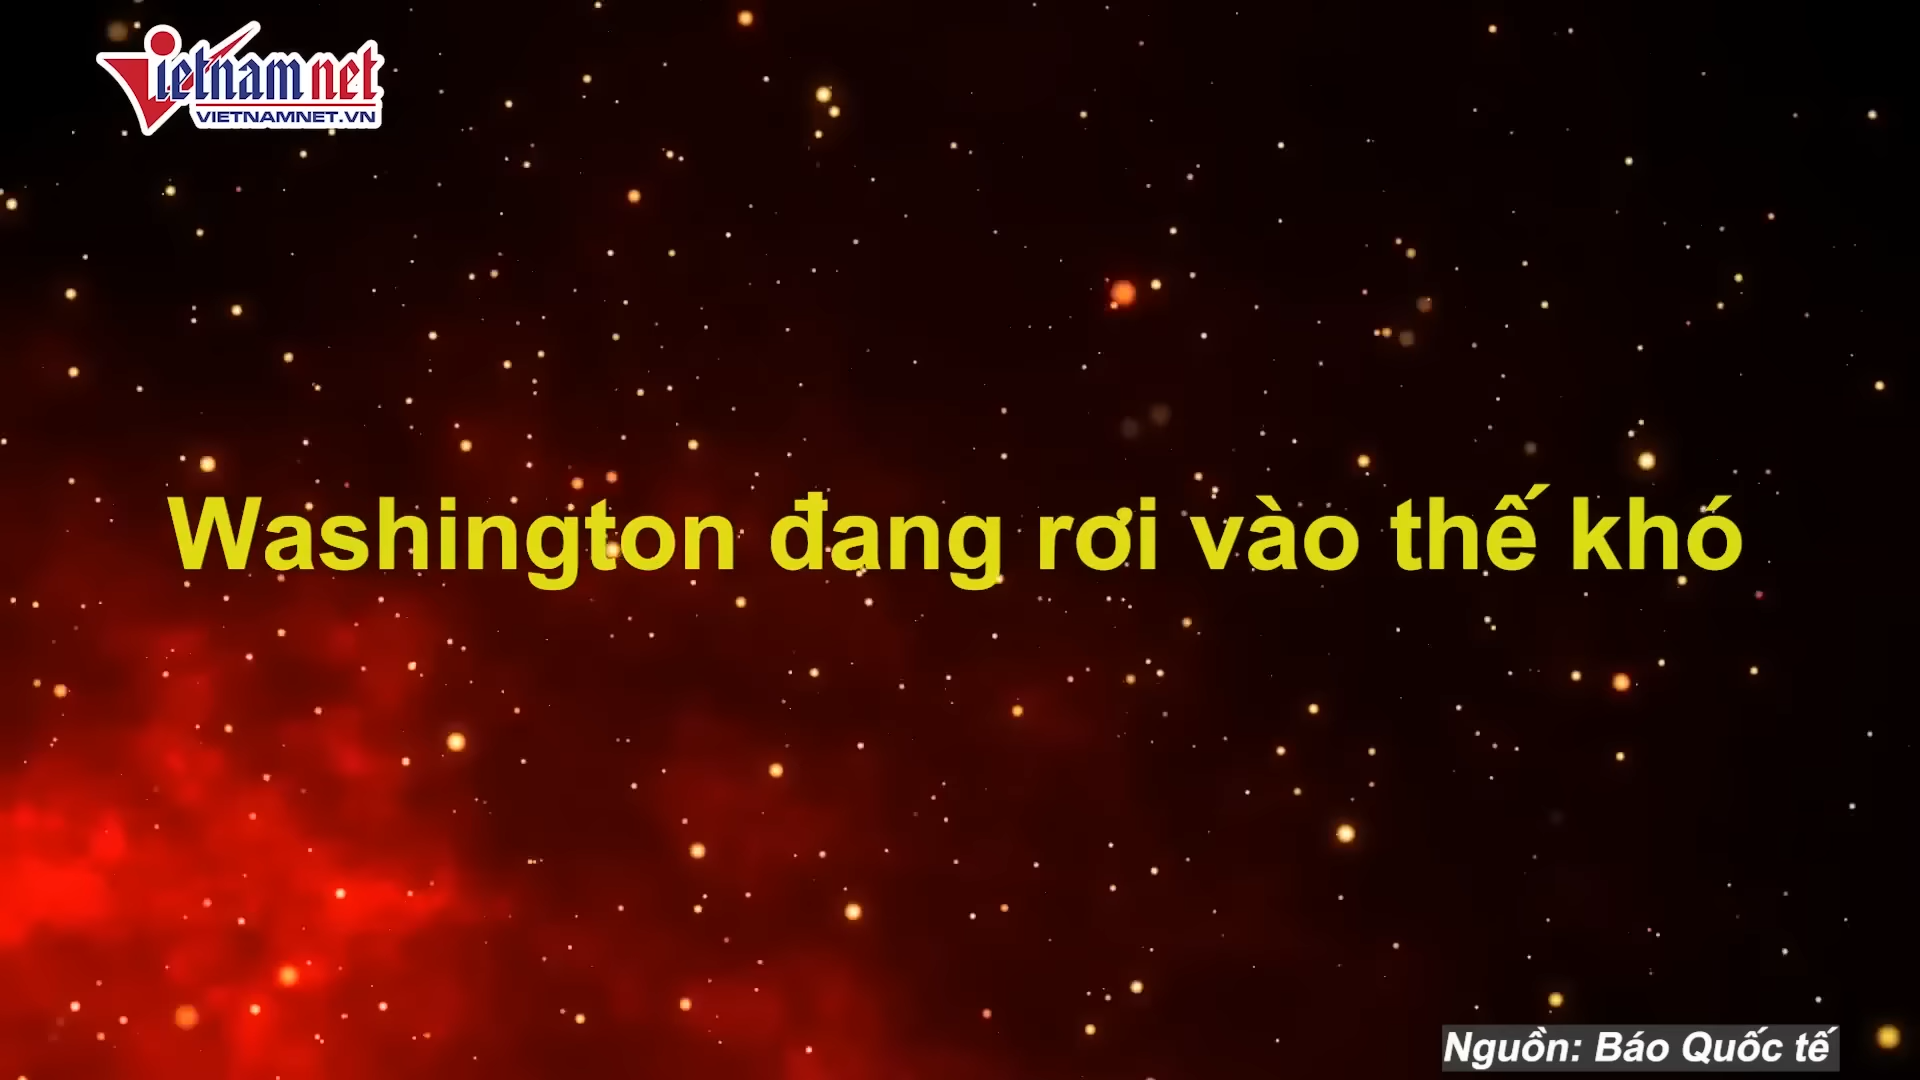 Vietnamnet
VIETNAMNET.VN
Washington đang rơi vào thế khó
Nguồn: Báo Quốc tế